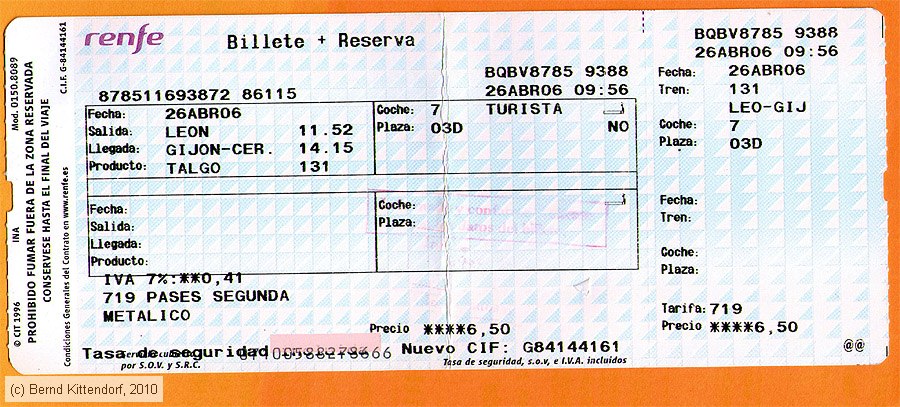 renfe
Billete + Reserva
BQBV8785 9388
26ABR06 09:56
878511693872 86115
BQBV8785 9388
26ABR06 09:56
Fecha: 26ABR06
Salida: LEON 11.52
Llegada: GIJON-CER. 14.15
Producto: TALGO 131
Coche: 7 TURISTA
Plaza: 03D NO
Fecha: 26ABR06
Tren: 131
LEO-GIJ
Coche: 7
Plaza: 03D
Fecha:
Salida:
Llegada:
Producto:
Coche:
Plaza:
Fecha:
Tren:
Coche:
Plaza:
IVA 7%:**0,41
719 PASES SEGUNDA
METALICO
Precio ****6,50
Tarifa: 719
Precio ****6,50
Tasa de seguridad
Nuevo CIF: G84144161
por S.O.V. y S.R.C.
Tasa de seguridad, s.o.v, e I.V.A. incluidos
@@
© CIT 1996 INA Mod. O150.8089
PROHIBIDO FUMAR FUERA DE LA ZONA RESERVADA
CONSERVESE HASTA EL FINAL DEL VIAJE
Condiciones Generales del Contrato en www.renfe.es C.I.F. G-84144161
(c) Bernd Kittendorf, 2010